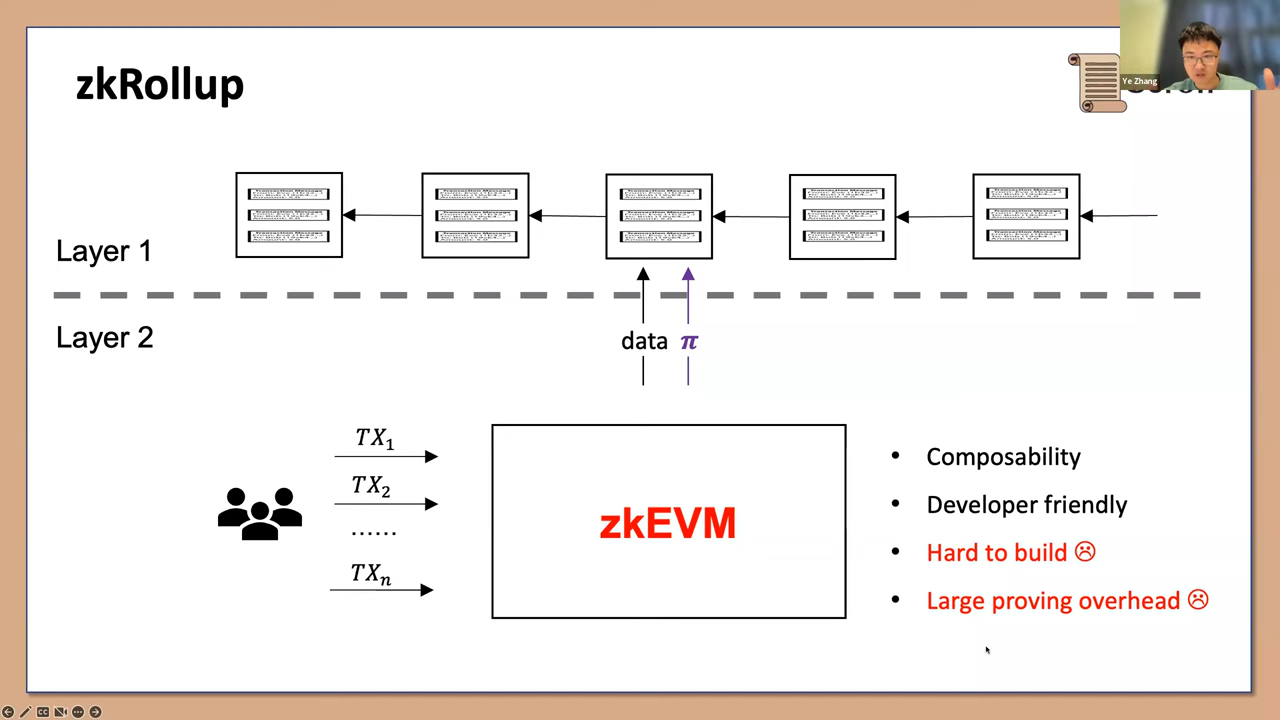 zkRollup
Ye Zhang
Layer 1
Layer 2
data π
TX₁
TX₂
......
TXₙ
zkEVM
• Composability
• Developer friendly
• Hard to build ☹
• Large proving overhead ☹